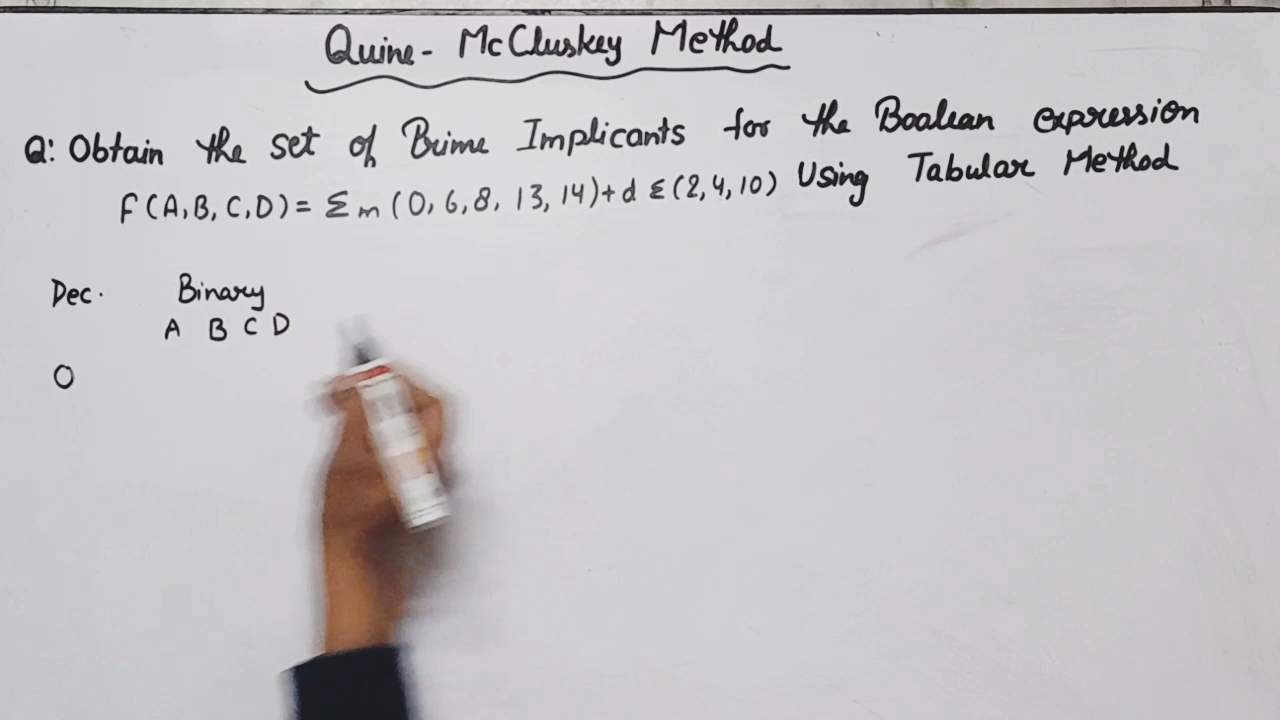 Quine- McCluskey Method
Q: Obtain the set of Prime Implicants for the Boolean expression
F(A,B,C,D)= Σm(0,6,8,13,14)+d Σ(2,4,10) Using Tabular Method
Dec. Binary
A B C D
0